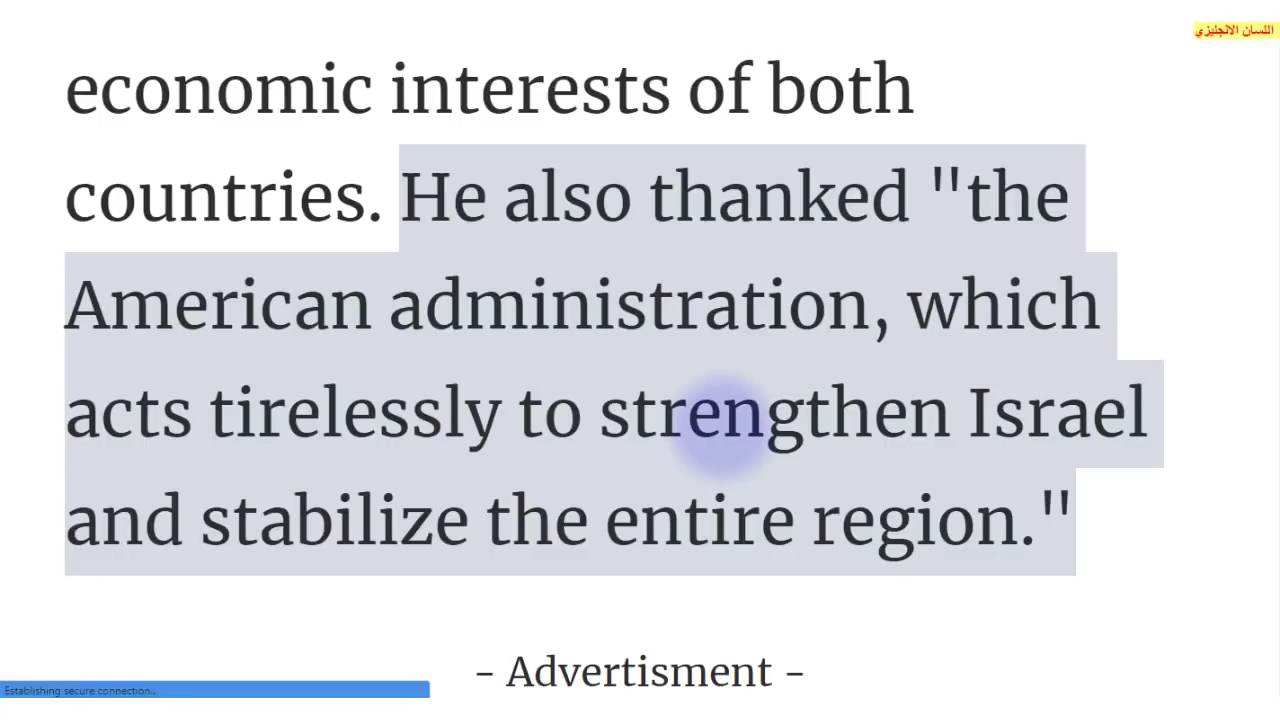 اللسان الانجليزي
economic interests of both
countries. He also thanked "the
American administration, which
acts tirelessly to strengthen Israel
and stabilize the entire region."
- Advertisment -
Establishing secure connection...